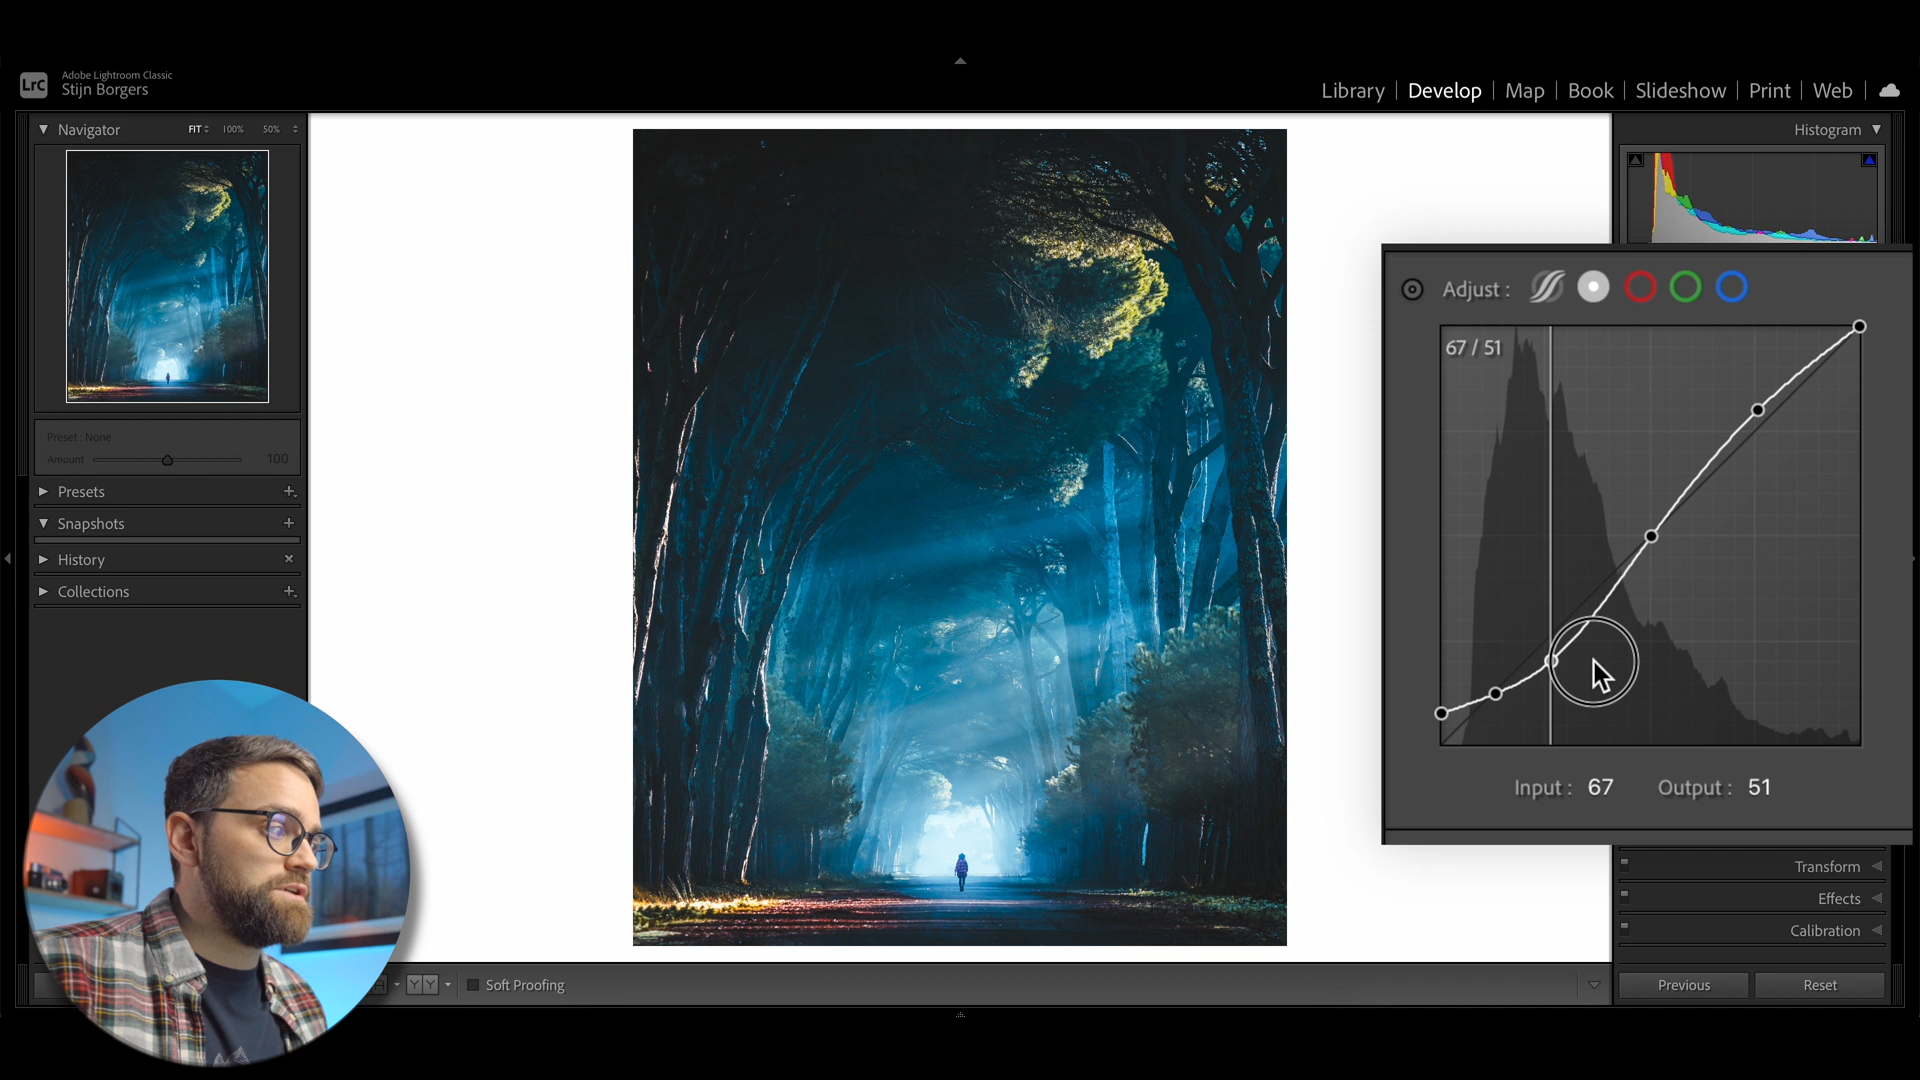 LrC
Adobe Lightroom Classic
Stijn Borgers
Library | Develop | Map | Book | Slideshow | Print | Web |
Navigator FIT 100% 50%
Histogram
Adjust :
67 / 51
Input : 67 Output : 51
Preset : None
Amount 100
Presets
Snapshots
History
Collections
Transform
Effects
Calibration
YY Soft Proofing
Previous Reset